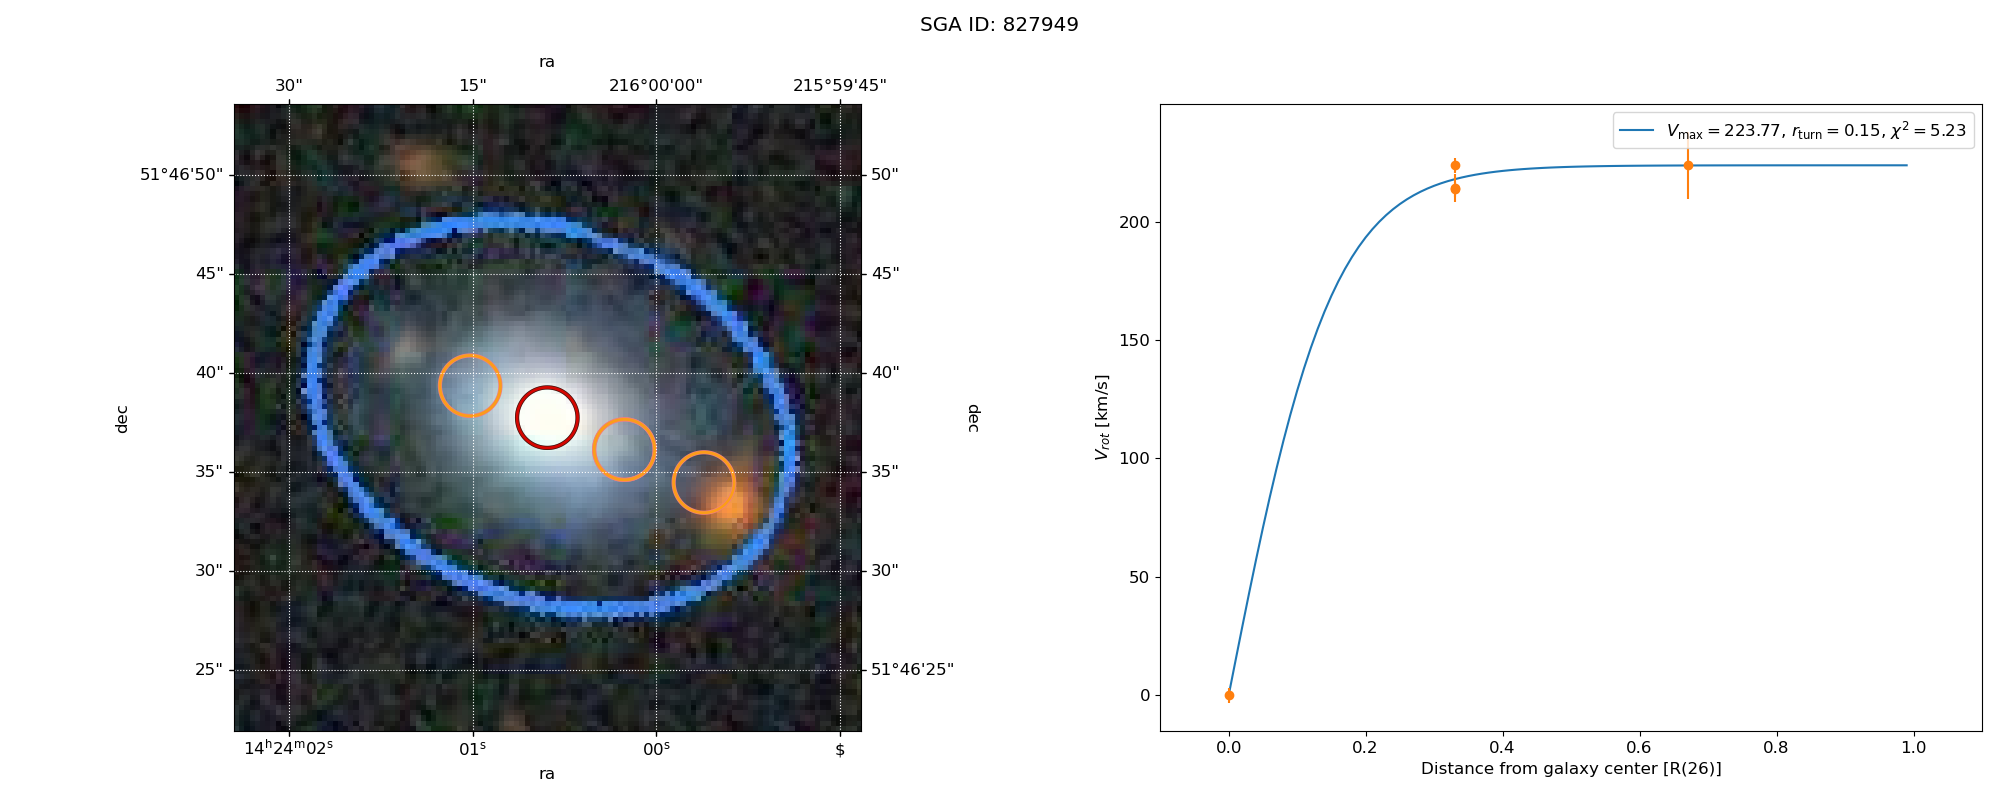 SGA ID: 827949
ra
30" 15" 216°00'00" 215°59'45"
51°46'50" 50"
45" 45"
40" 40"
dec dec
35" 35"
30" 30"
25" 51°46'25"
14ʰ24ᵐ02ˢ 01ˢ 00ˢ $
ra
V_max = 223.77, r_turn = 0.15, χ² = 5.23
V_rot [km/s]
200
150
100
50
0
0.0 0.2 0.4 0.6 0.8 1.0
Distance from galaxy center [R(26)]